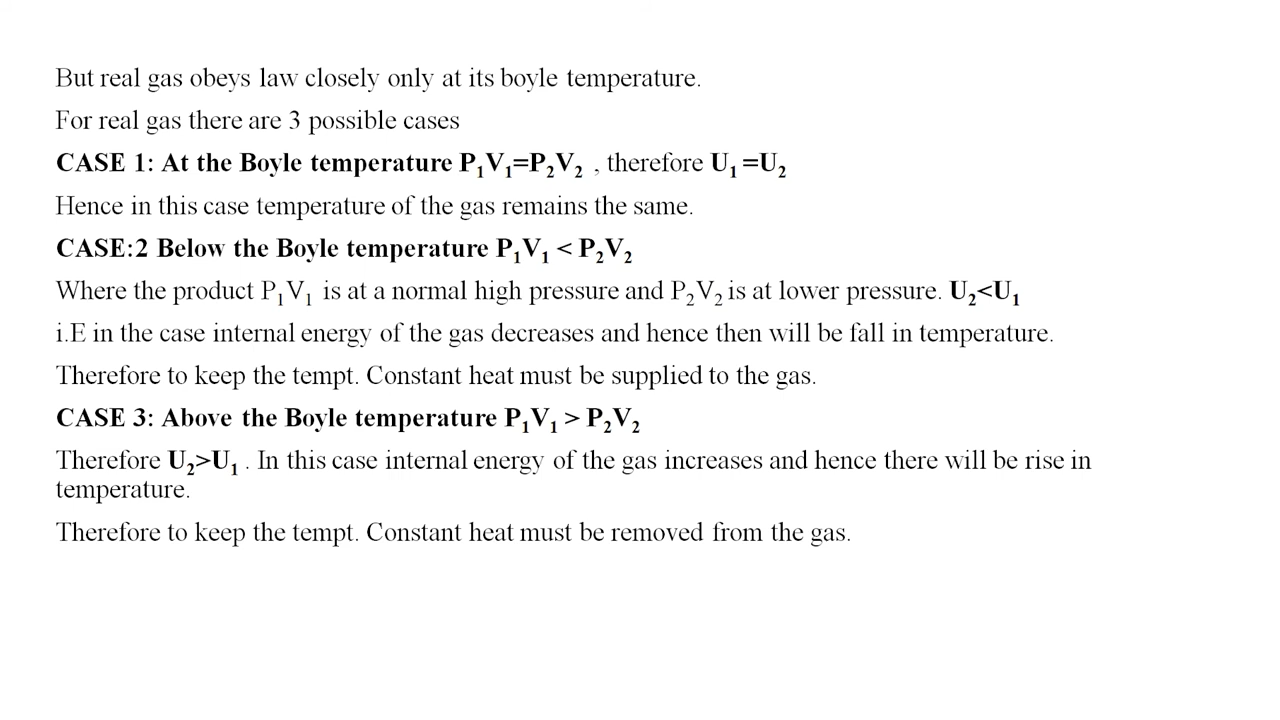 But real gas obeys law closely only at its boyle temperature.
For real gas there are 3 possible cases
CASE 1: At the Boyle temperature P₁V₁=P₂V₂ , therefore U₁ =U₂
Hence in this case temperature of the gas remains the same.
CASE:2 Below the Boyle temperature P₁V₁ < P₂V₂
Where the product P₁V₁ is at a normal high pressure and P₂V₂ is at lower pressure. U₂<U₁
i.E in the case internal energy of the gas decreases and hence then will be fall in temperature.
Therefore to keep the tempt. Constant heat must be supplied to the gas.
CASE 3: Above the Boyle temperature P₁V₁ > P₂V₂
Therefore U₂>U₁ . In this case internal energy of the gas increases and hence there will be rise in
temperature.
Therefore to keep the tempt. Constant heat must be removed from the gas.